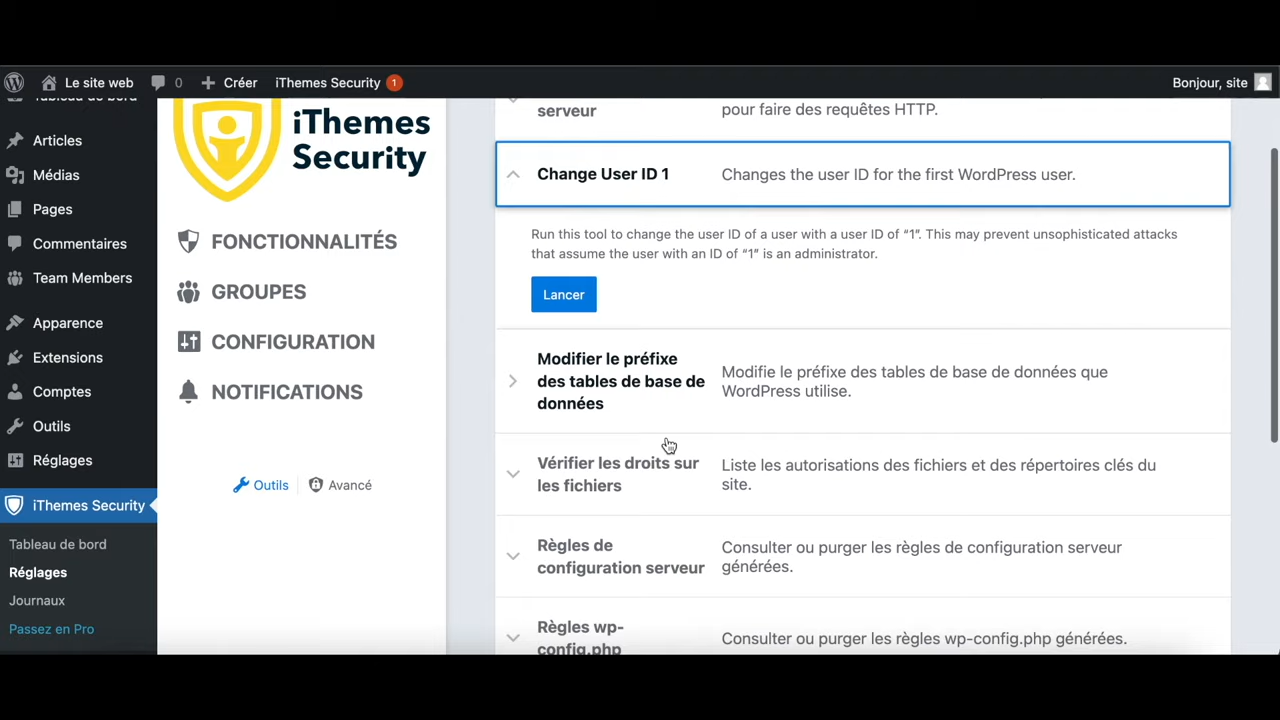 Le site web
0
Créer
iThemes Security
1
Bonjour, site
Tableau de bord
Articles
Médias
Pages
Commentaires
Team Members
Apparence
Extensions
Comptes
Outils
Réglages
iThemes Security
Tableau de bord
Réglages
Journaux
Passez en Pro
iThemes
Security
FONCTIONNALITÉS
GROUPES
CONFIGURATION
NOTIFICATIONS
Outils
Avancé
serveur
pour faire des requêtes HTTP.
Change User ID 1
Changes the user ID for the first WordPress user.
Run this tool to change the user ID of a user with a user ID of “1”. This may prevent unsophisticated attacks
that assume the user with an ID of “1” is an administrator.
Lancer
Modifier le préfixe
des tables de base de
données
Modifie le préfixe des tables de base de données que
WordPress utilise.
Vérifier les droits sur
les fichiers
Liste les autorisations des fichiers et des répertoires clés du
site.
Règles de
configuration serveur
Consulter ou purger les règles de configuration serveur
générées.
Règles wp-
config.php
Consulter ou purger les règles wp-config.php générées.